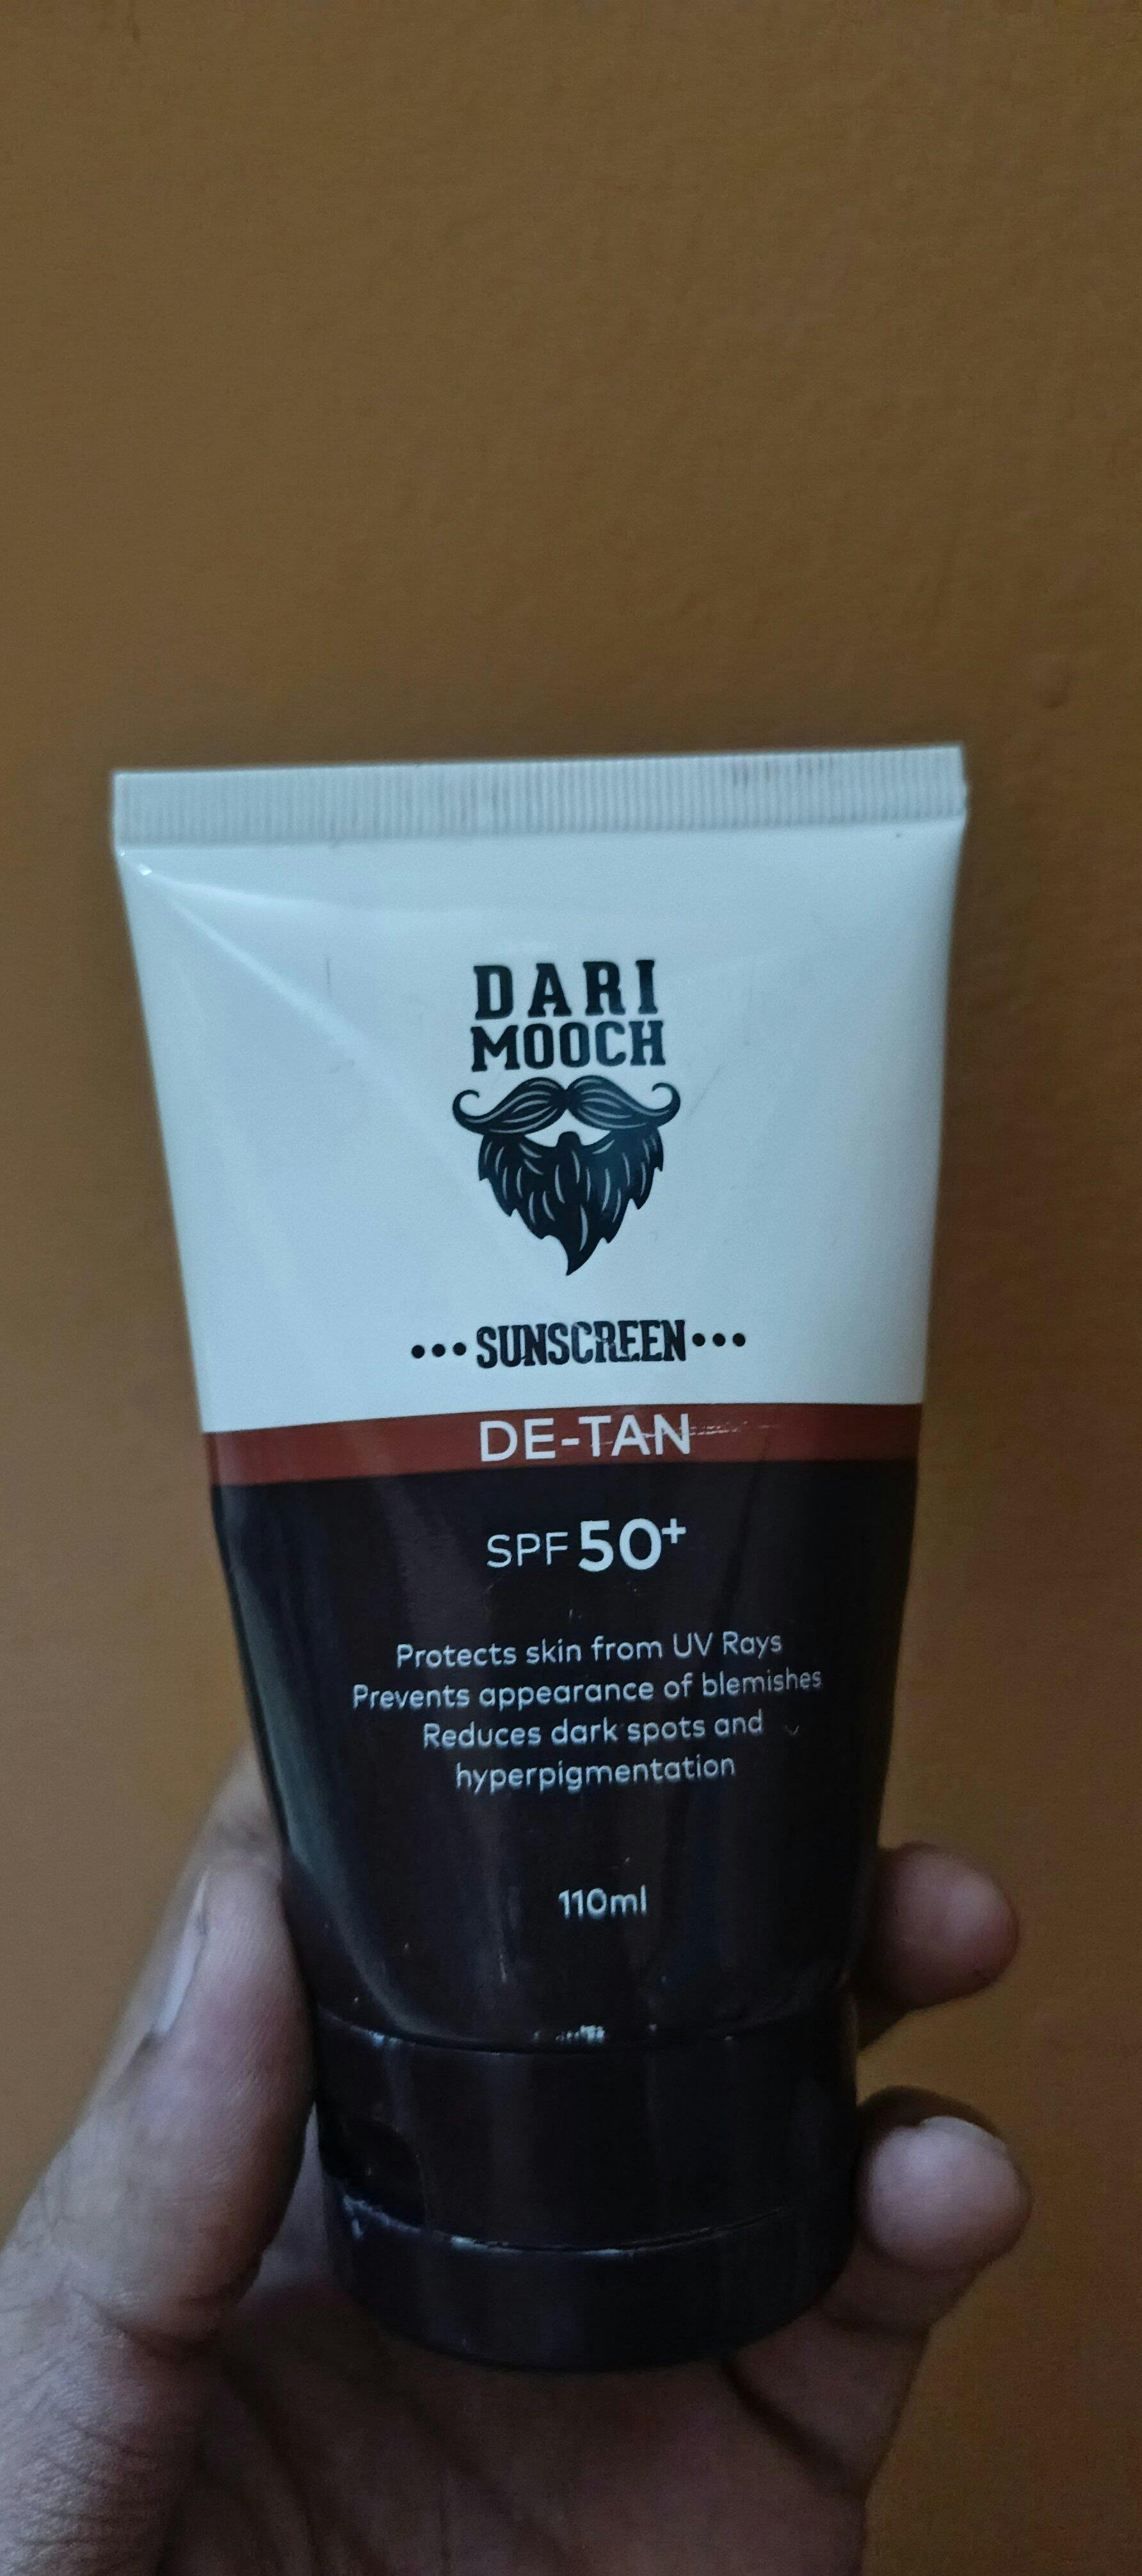 DARI
MOOCH
•••SUNSCREEN•••
DE-TAN
SPF 50+
Protects skin from UV Rays
Prevents appearance of blemishes
Reduces dark spots and
hyperpigmentation
110ml